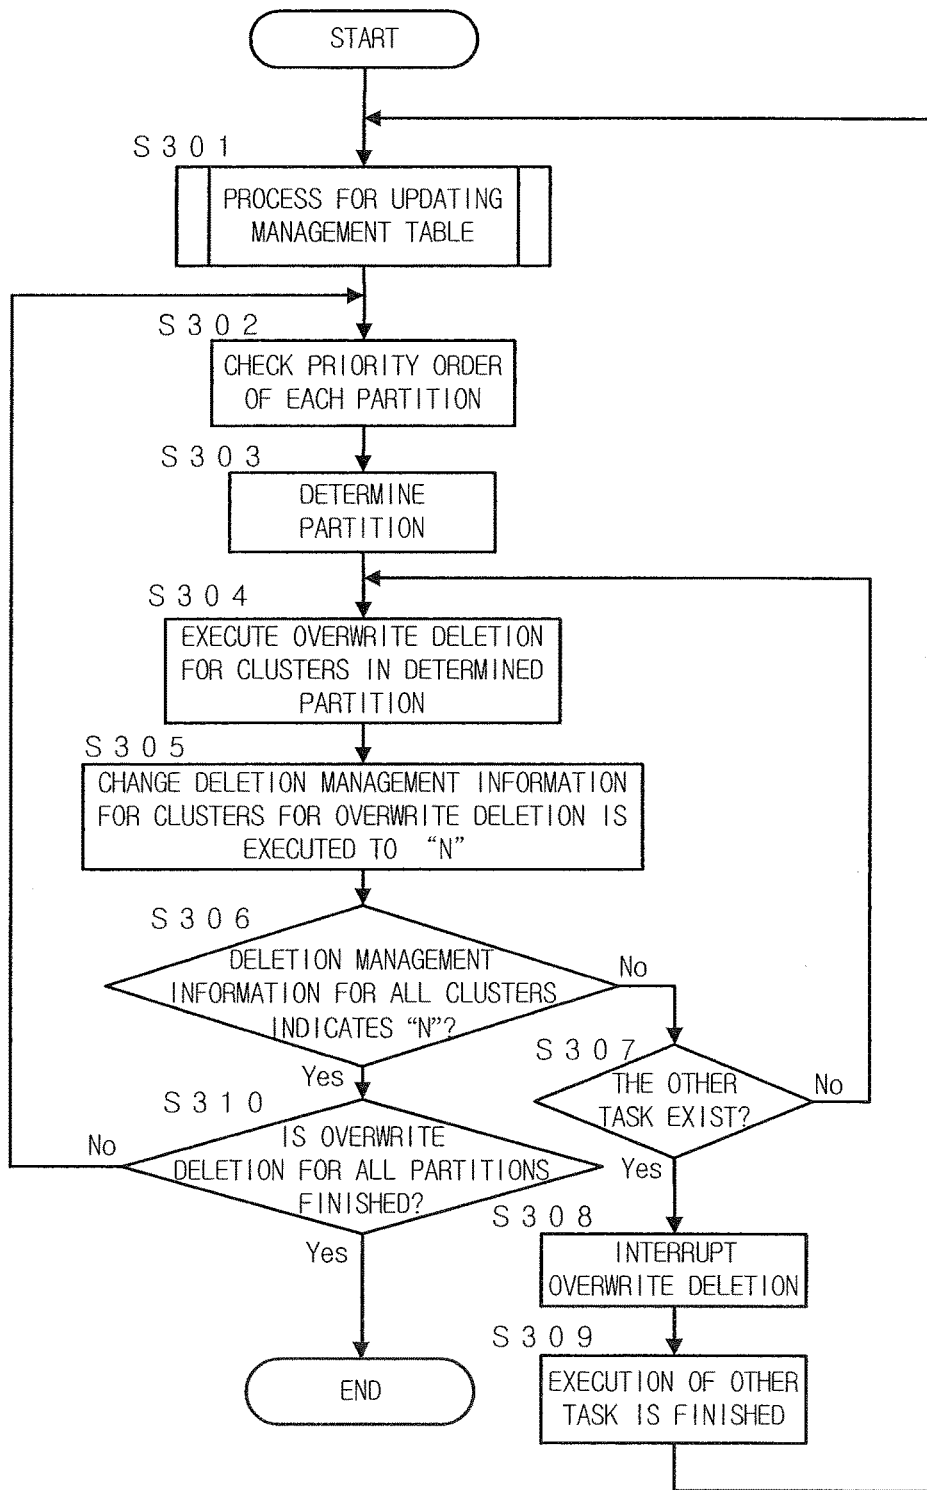 START
S301
PROCESS FOR UPDATING
MANAGEMENT TABLE
S302
CHECK PRIORITY ORDER
OF EACH PARTITION
S303
DETERMINE
PARTITION
S304
EXECUTE OVERWRITE DELETION
FOR CLUSTERS IN DETERMINED
PARTITION
S305
CHANGE DELETION MANAGEMENT INFORMATION
FOR CLUSTERS FOR OVERWRITE DELETION IS
EXECUTED TO “N”
S306
DELETION MANAGEMENT
INFORMATION FOR ALL CLUSTERS
INDICATES “N”?
No
Yes
S307
THE OTHER
TASK EXIST?
No
Yes
S310
IS OVERWRITE
DELETION FOR ALL PARTITIONS
FINISHED?
No
Yes
S308
INTERRUPT
OVERWRITE DELETION
S309
EXECUTION OF OTHER
TASK IS FINISHED
END